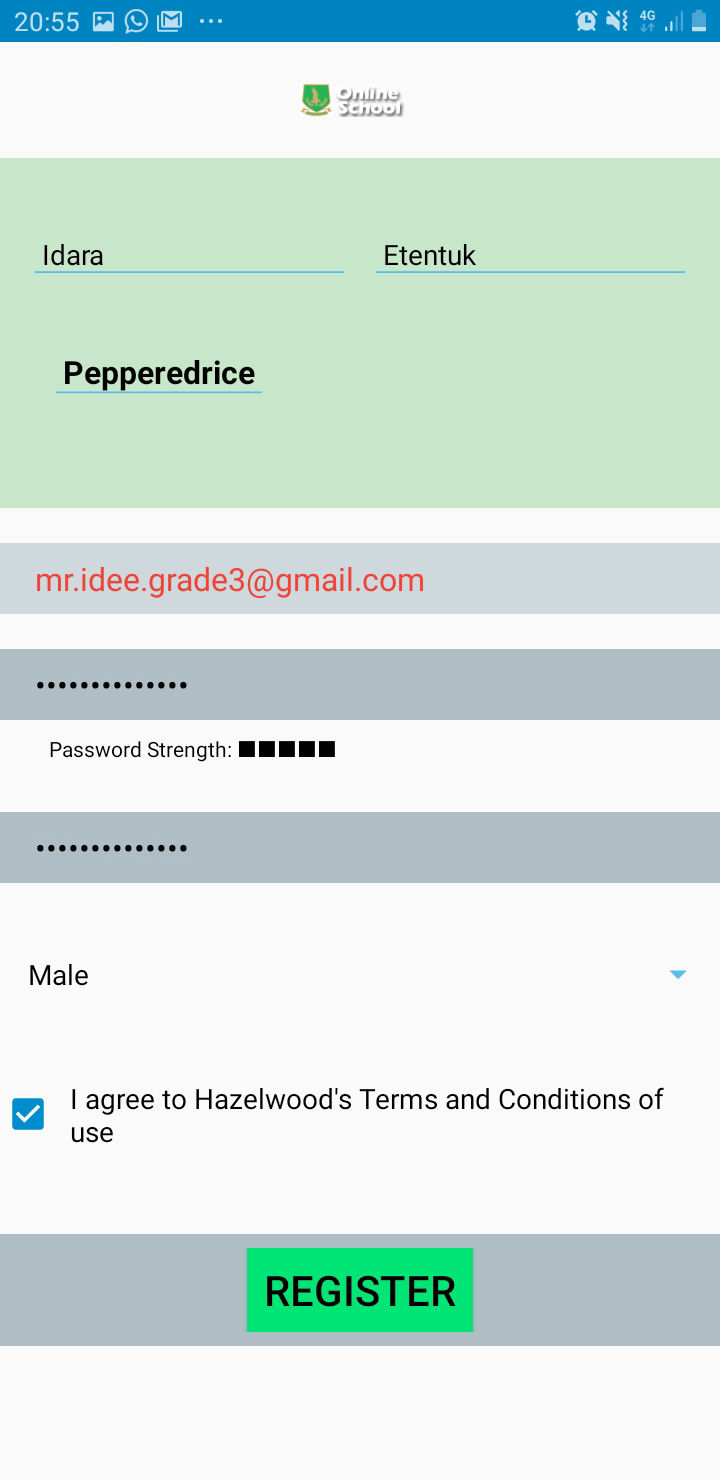 20:55 4G
Online
School
Idara Etentuk
Pepperedrice
mr.idee.grade3@gmail.com
••••••••••••••
Password Strength: ■■■■■
••••••••••••••
Male
I agree to Hazelwood's Terms and Conditions of
use
REGISTER